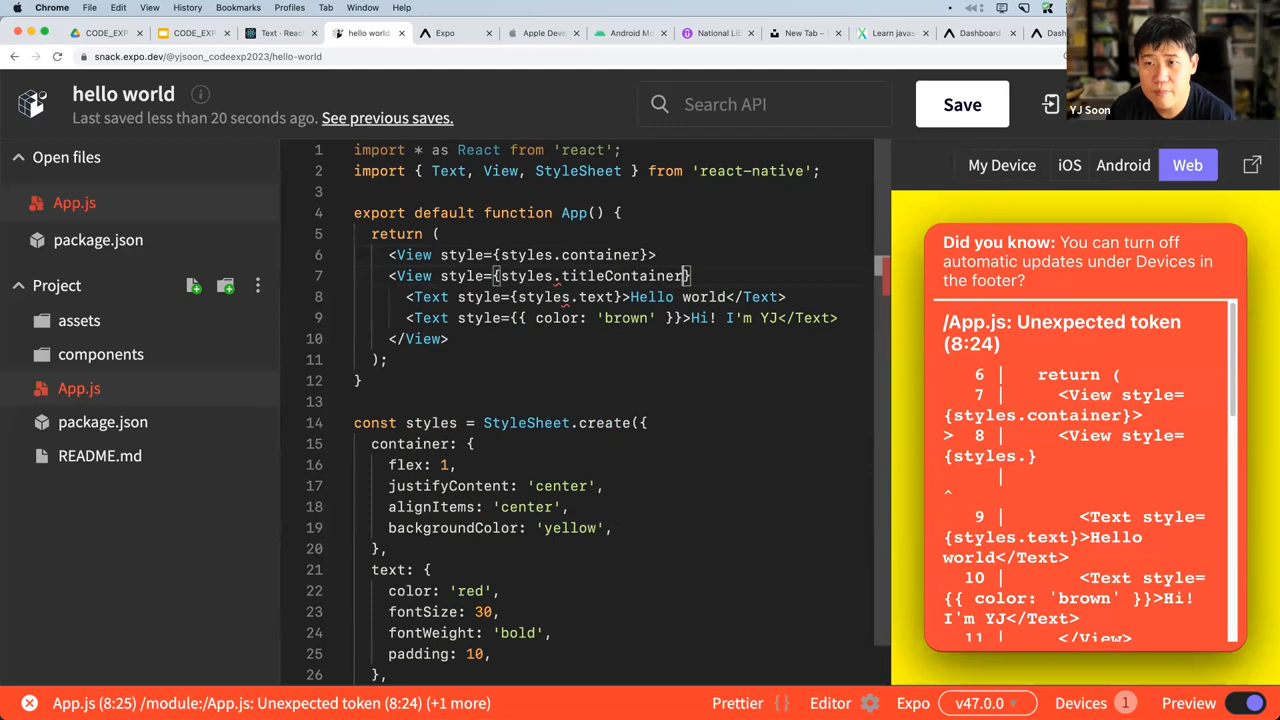 Chrome File Edit View History Bookmarks Profiles Tab Window Help
CODE_EXP CODE_EXP Text - Reac hello world Expo Apple Deve Android Mo National Li New Tab - Learn javas Dashboard Dash
snack.expo.dev/@yjsoon_codeexp2023/hello-world
YJ Soon
hello world
Last saved less than 20 seconds ago. See previous saves.
Search API
Save
Open files
App.js
package.json
Project
assets
components
App.js
package.json
README.md
1 import * as React from 'react';
2 import { Text, View, StyleSheet } from 'react-native';
3
4 export default function App() {
5 return (
6 <View style={styles.container}>
7 <View style={styles.titleContainer}
8 <Text style={styles.text}>Hello world</Text>
9 <Text style={{ color: 'brown' }}>Hi! I'm YJ</Text>
10 </View>
11 );
12 }
13
14 const styles = StyleSheet.create({
15 container: {
16 flex: 1,
17 justifyContent: 'center',
18 alignItems: 'center',
19 backgroundColor: 'yellow',
20 },
21 text: {
22 color: 'red',
23 fontSize: 30,
24 fontWeight: 'bold',
25 padding: 10,
26 },
My Device iOS Android Web
Did you know: You can turn off
automatic updates under Devices in
the footer!
/App.js: Unexpected token
(8:24)
6 | return (
7 | <View style=
{styles.container}>
> 8 | <View style=
{styles.}
|
^
9 | <Text style=
{styles.text}>Hello
world</Text>
10 | <Text style=
{{ color: 'brown' }}>Hi!
I'm YJ</Text>
11 | </View>
App.js (8:25) /module:/App.js: Unexpected token (8:24) (+1 more)
Prettier { } Editor Expo v47.0.0 Devices 1 Preview